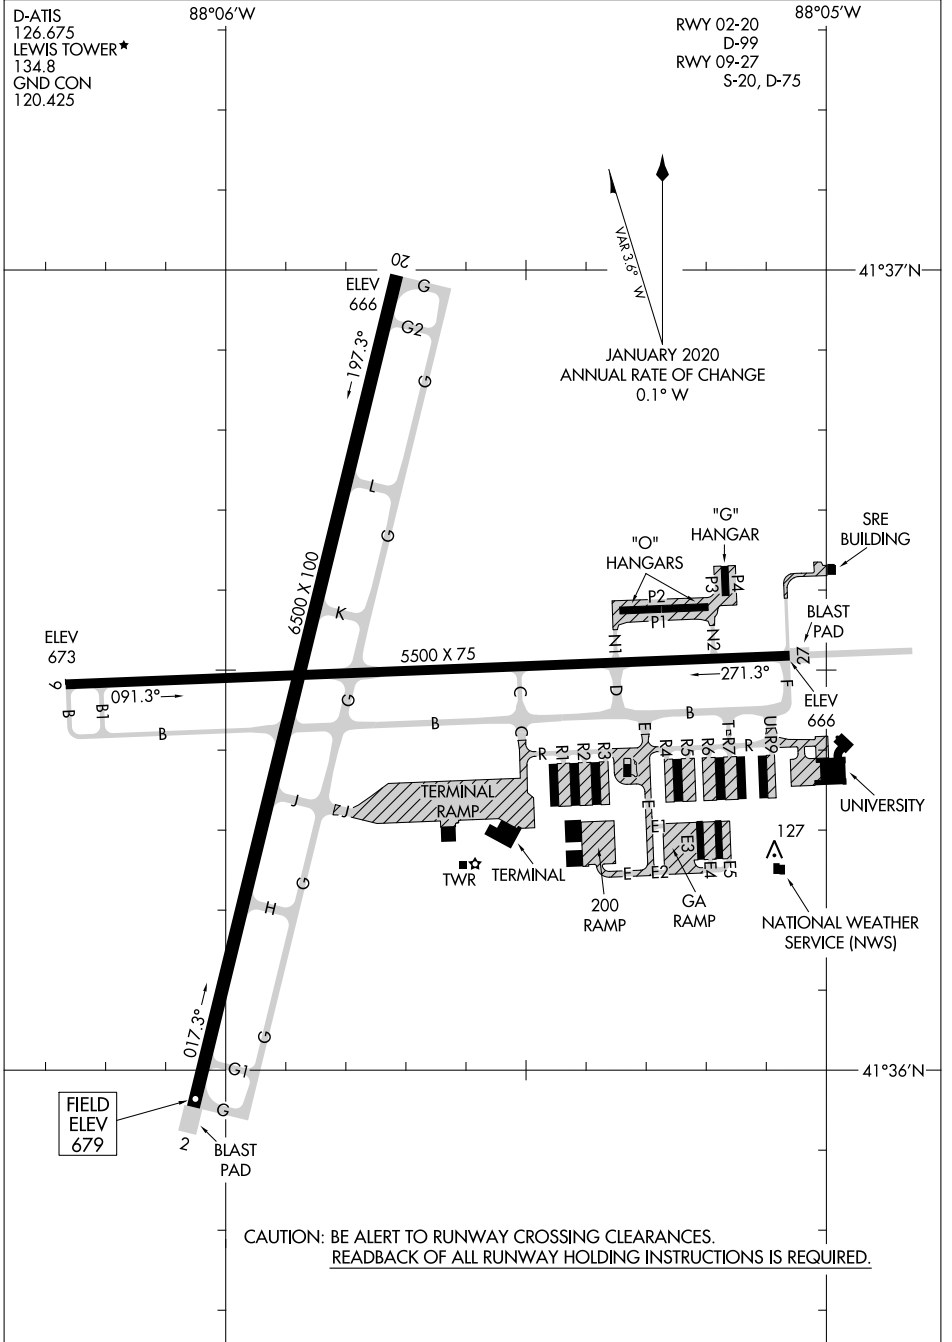 D-ATIS
126.675
LEWIS TOWER★
134.8
GND CON
120.425
88°06'W
88°05'W
RWY 02-20
D-99
RWY 09-27
S-20, D-75
VAR 3.6° W
JANUARY 2020
ANNUAL RATE OF CHANGE
0.1° W
41°37'N
20
ELEV
666
G
G2
197.3°
G
L
G
6500 X 100
K
"G"
HANGAR
"O"
HANGARS
SRE
BUILDING
P3
P4
P2
P1
N1
N2
BLAST
PAD
ELEV
673
9
091.3°
5500 X 75
271.3°
27
ELEV
666
B
B1
B
G
B
C
D
B
F
C
E
R
R1
R2
R3
R4
R5
R6
R7
R
R9
TERMINAL
RAMP
J
J
E
E1
E3
E
E2
E4
E5
UNIVERSITY
127
TWR
TERMINAL
200
RAMP
GA
RAMP
NATIONAL WEATHER
SERVICE (NWS)
G
H
017.3°
G
G1
G
41°36'N
FIELD
ELEV
679
2
BLAST
PAD
CAUTION: BE ALERT TO RUNWAY CROSSING CLEARANCES.
READBACK OF ALL RUNWAY HOLDING INSTRUCTIONS IS REQUIRED.